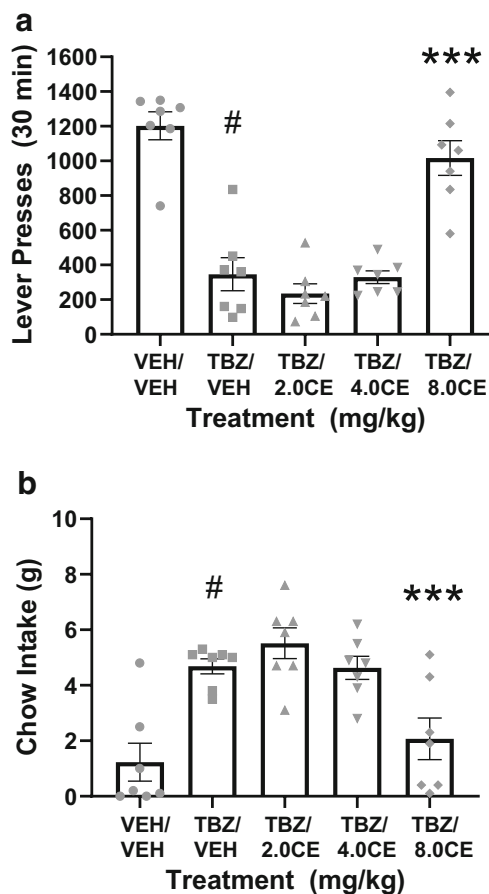 a
Lever Presses (30 min)
1600
1400
1200
1000
800
600
400
200
0
#
***
VEH/ TBZ/ TBZ/ TBZ/ TBZ/
VEH VEH 2.0CE 4.0CE 8.0CE
Treatment (mg/kg)
b
Chow Intake (g)
10
8
6
4
2
0
#
***
VEH/ TBZ/ TBZ/ TBZ/ TBZ/
VEH VEH 2.0CE 4.0CE 8.0CE
Treatment (mg/kg)